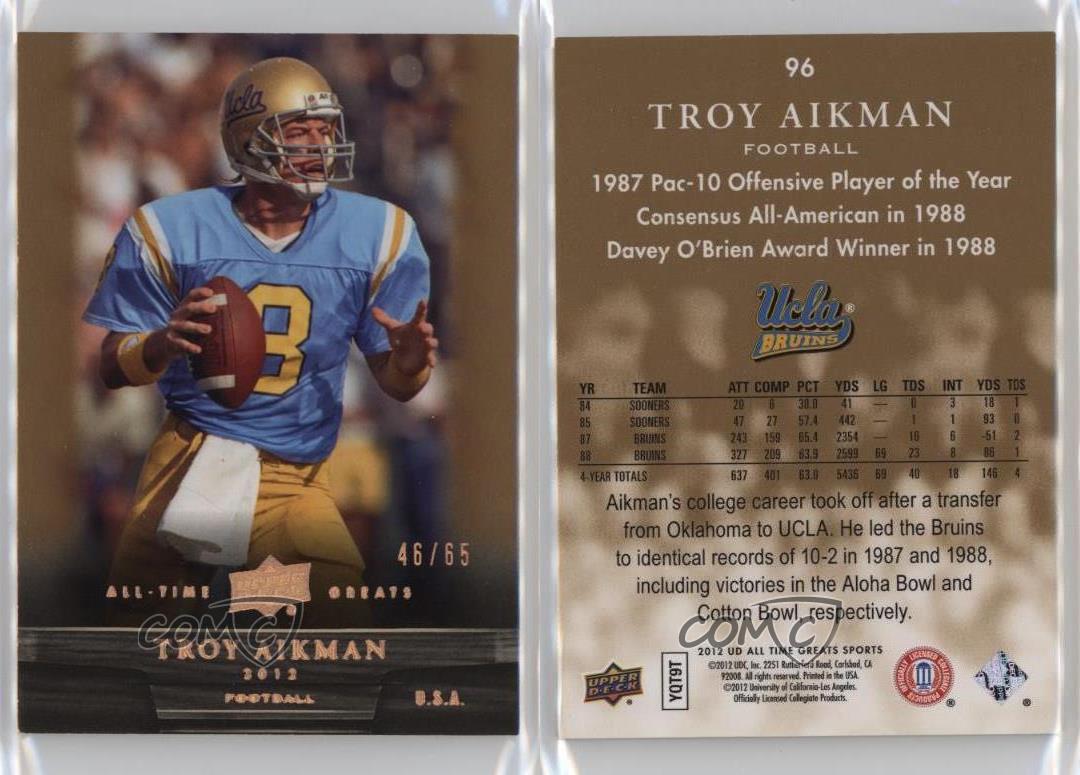 Ucla
8
8
46/65
ALL-TIME UPPER DECK GREATS
TROY AIKMAN
2012
FOOTBALL U.S.A.
COMC
96
TROY AIKMAN
FOOTBALL
1987 Pac-10 Offensive Player of the Year
Consensus All-American in 1988
Davey O'Brien Award Winner in 1988
Ucla®
BRUINS
YR TEAM ATT COMP PCT YDS LG TDS INT YDS TDS
84 SOONERS 20 6 30.0 41 — 0 3 18 1
85 SOONERS 47 27 57.4 442 — 1 1 93 0
87 BRUINS 243 159 65.4 2354 — 16 6 -51 2
88 BRUINS 327 209 63.9 2599 69 23 8 86 1
4-YEAR TOTALS 637 401 63.0 5436 69 40 18 146 4
Aikman's college career took off after a transfer
from Oklahoma to UCLA. He led the Bruins
to identical records of 10-2 in 1987 and 1988,
including victories in the Aloha Bowl and
Cotton Bowl, respectively.
COMC
2012 UD ALL TIME GREATS SPORTS
©2012 UDC, Inc. 2251 Rutherford Road, Carlsbad, CA
92008. All rights reserved. Printed in the USA.
©2012 University of California-Los Angeles.
Officially Licensed Collegiate Products.
UPPER
DECK
YQT9T
OFFICIALLY LICENSED COLLEGIATE PRODUCTS